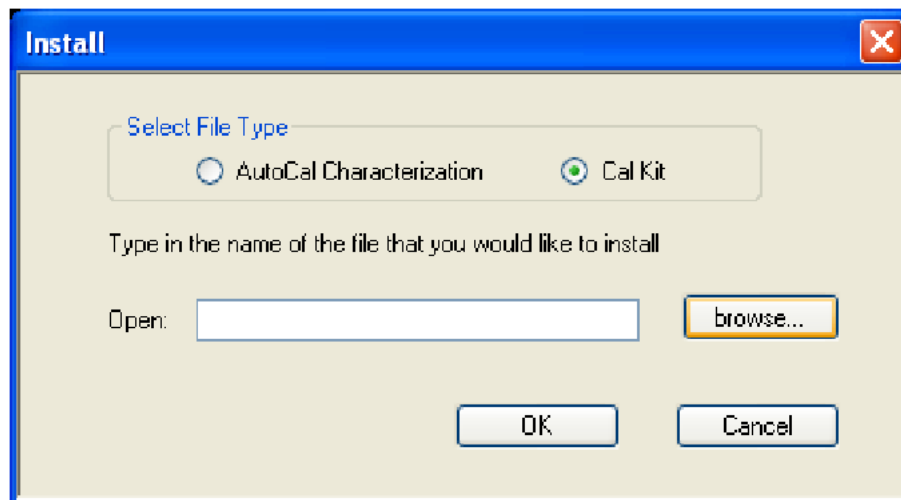 Install
Select File Type
AutoCal Characterization Cal Kit
Type in the name of the file that you would like to install
Open: browse...
OK Cancel